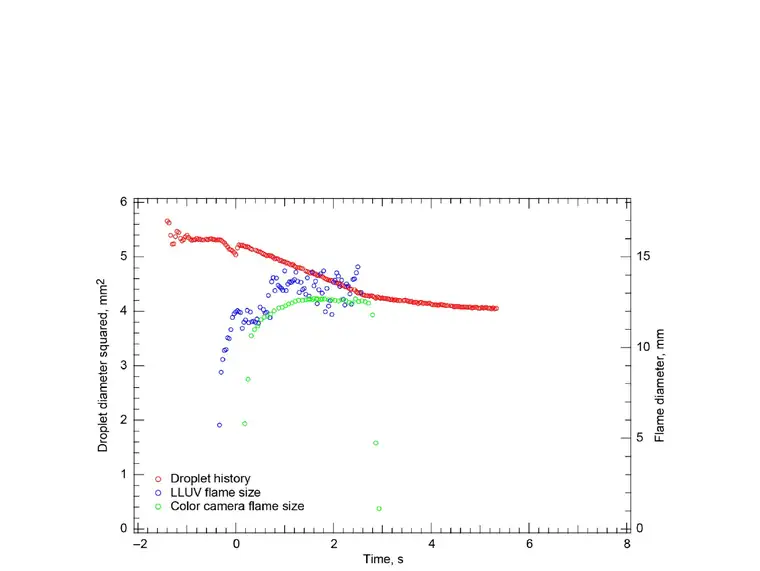 6
5
4
3
2
1
0
15
10
5
0
Droplet diameter squared, mm2
Flame diameter, mm
Droplet history
LLUV flame size
Color camera flame size
–2 0 2 4 6 8
Time, s